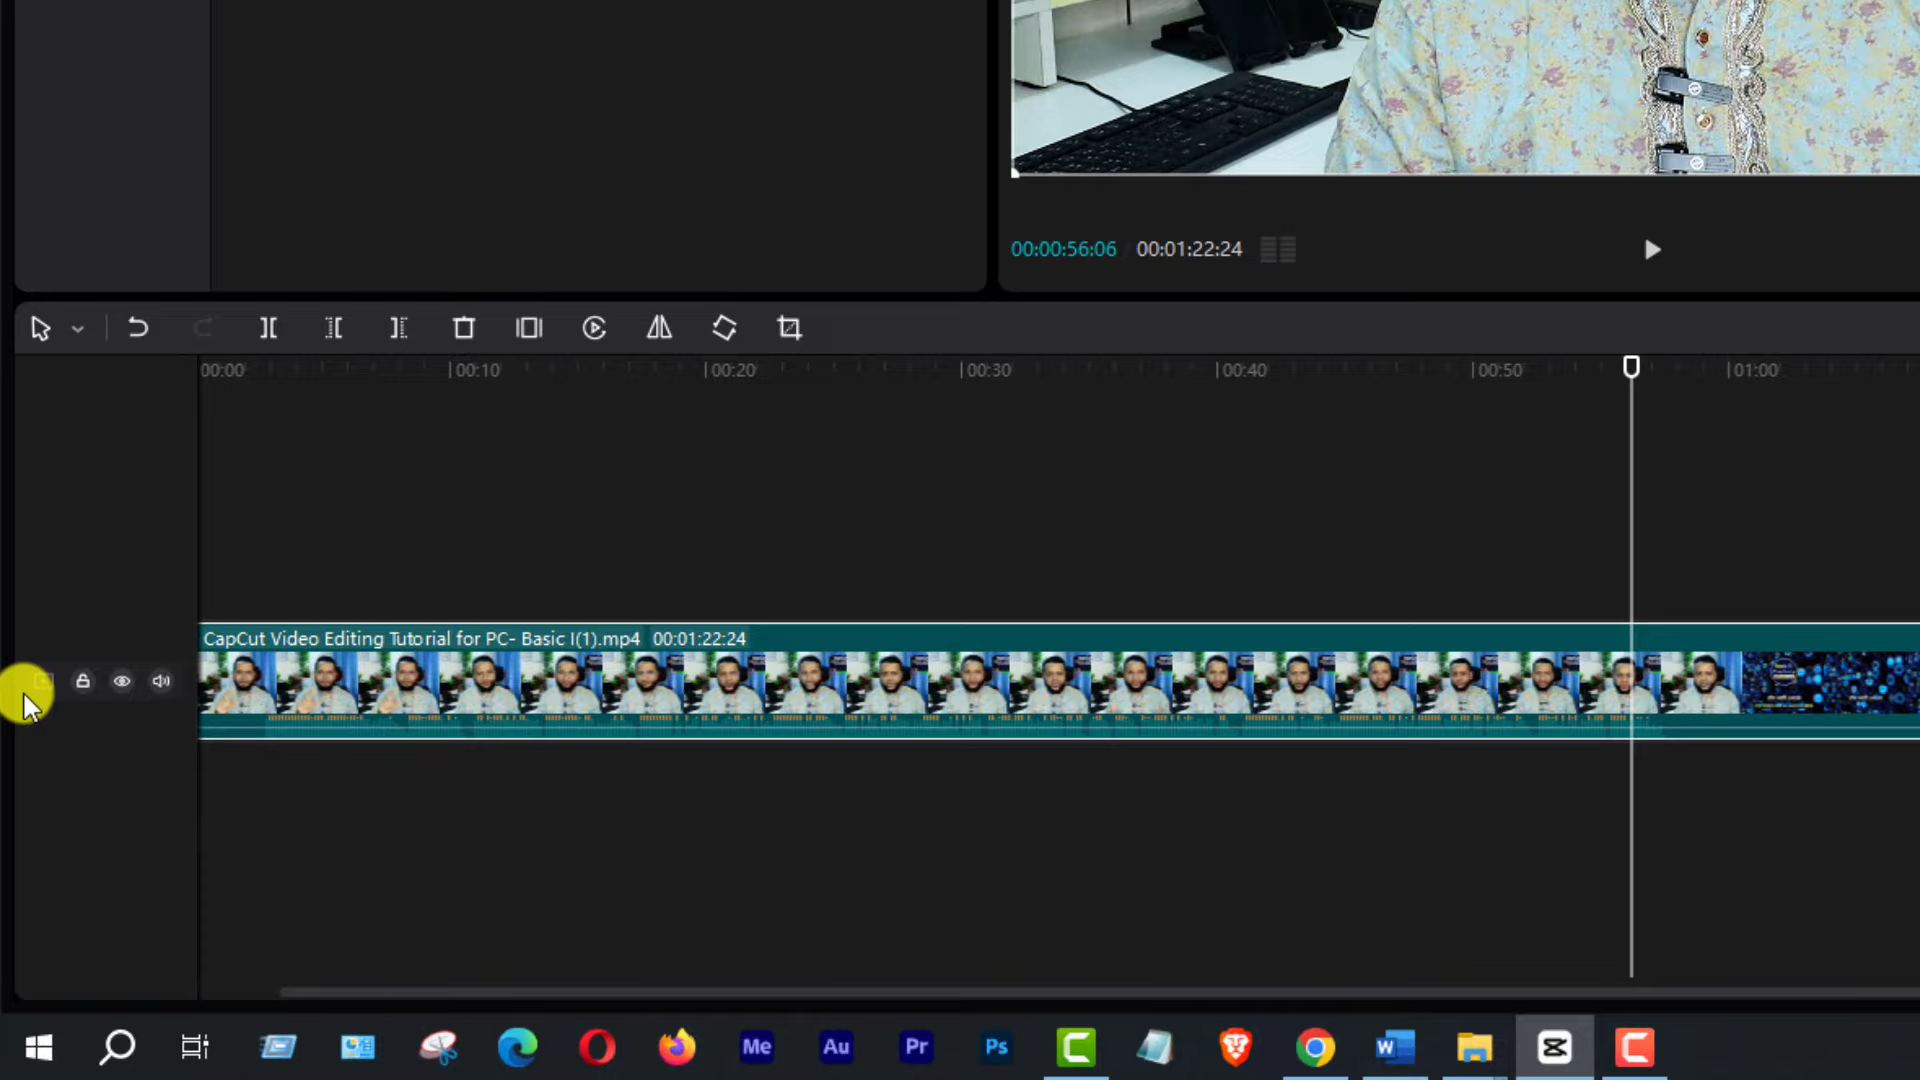 00:00:56:06 / 00:01:22:24
00:00 00:10 00:20 00:30 00:40 00:50 01:00
CapCut Video Editing Tutorial for PC- Basic I(1).mp4 00:01:22:24
Me Au Pr Ps W